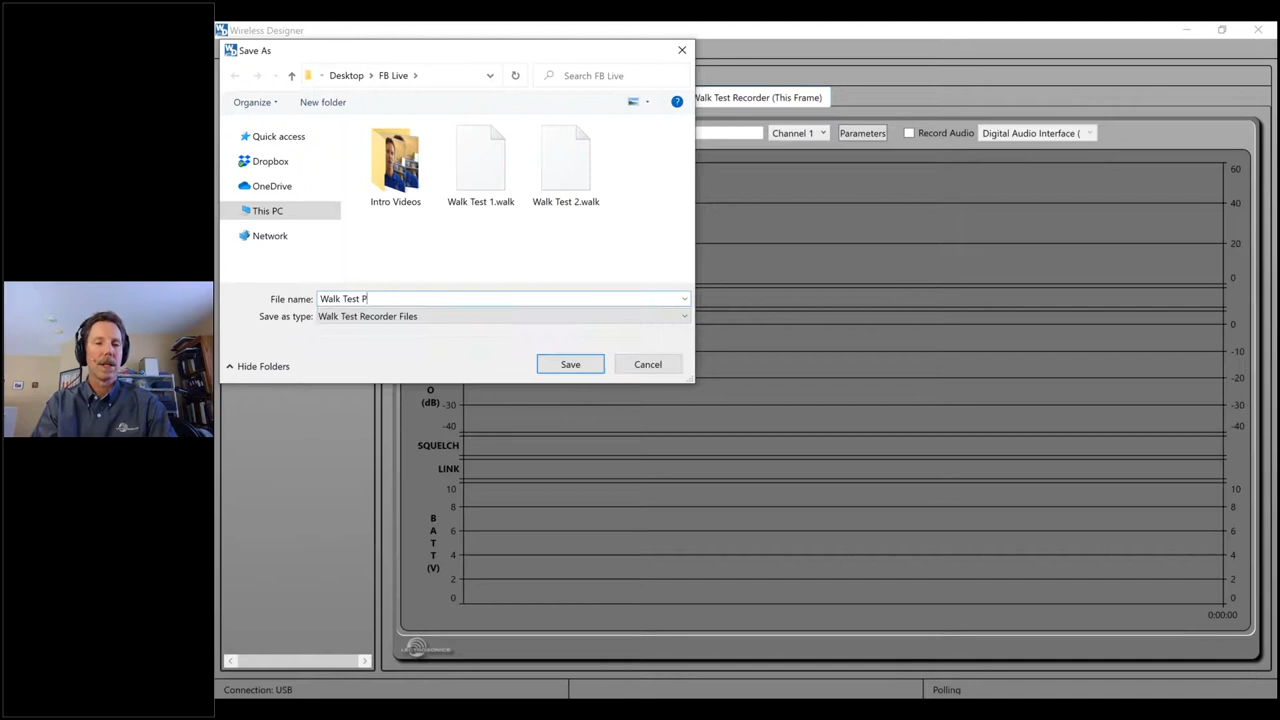 Wireless Designer
Save As
Desktop > FB Live >
Search FB Live
Organize
New folder
Walk Test Recorder (This Frame)
Quick access
Dropbox
OneDrive
This PC
Network
Intro Videos
Walk Test 1.walk
Walk Test 2.walk
Channel 1
Parameters
Record Audio
Digital Audio Interface (
File name:
Walk Test P
Save as type:
Walk Test Recorder Files
Hide Folders
Save
Cancel
60
40
20
0
0
-10
-20
-30
-40
O
(dB)
-30
-40
SQUELCH
LINK
B
A
T
T
(V)
10
8
6
4
2
0
10
8
6
4
2
0
0:00:00
LECTROSONICS
Connection: USB
Polling